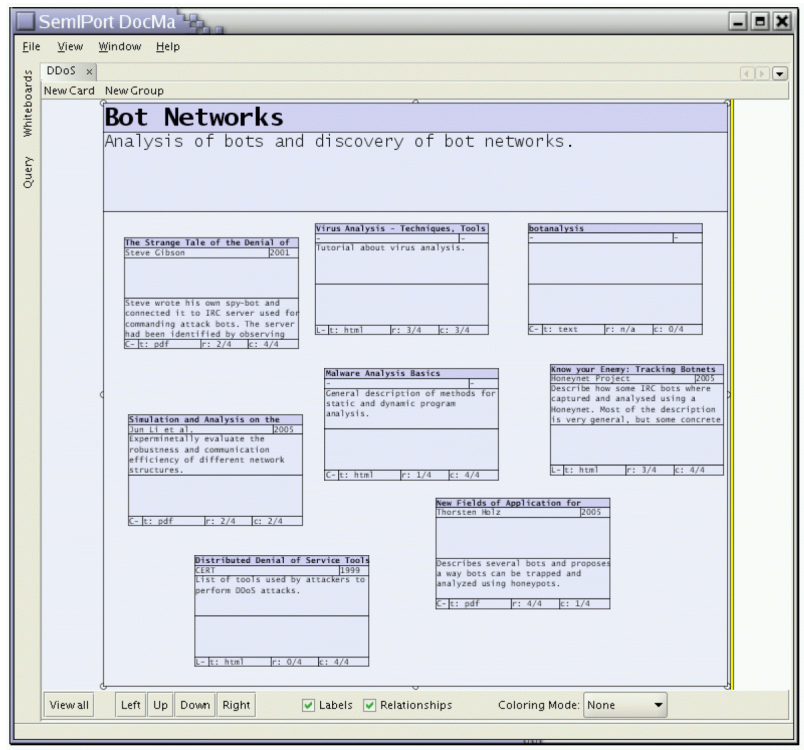 SemIPort DocMa
File View Window Help
Whiteboards
Query
DDoS x
New Card New Group
Bot Networks
Analysis of bots and discovery of bot networks.
The Strange Tale of the Denial of
Steve Gibson 2001
Steve wrote his own spy-bot and
connected it to IRC server used for
commanding attack bots. The server
had been identified by observing
C- t: pdf r: 2/4 c: 4/4
Virus Analysis - Techniques, Tools
- -
Tutorial about virus analysis.
L- t: html r: 3/4 c: 3/4
botanalysis
- -
C- t: text r: n/a c: 0/4
Malware Analysis Basics
- -
General description of methods for
static and dynamic program
analysis.
C- t: html r: 1/4 c: 4/4
Know your Enemy: Tracking Botnets
Honeynet Project 2005
Describe how some IRC bots where
captured and analysed using a
Honeynet. Most of the description
is very general, but some concrete
L- t: html r: 3/4 c: 4/4
Simulation and Analysis on the
Jun Li et al. 2005
Experminetally evaluate the
robustness and communication
efficiency of different network
structures.
C- t: pdf r: 2/4 c: 2/4
New Fields of Application for
Thorsten Holz 2005
Describes several bots and proposes
a way bots can be trapped and
analyzed using honeypots.
C- t: pdf r: 4/4 c: 1/4
Distributed Denial of Service Tools
CERT 1999
List of tools used by attackers to
perform DDoS attacks.
L- t: html r: 0/4 c: 4/4
View all Left Up Down Right Labels Relationships Coloring Mode: None